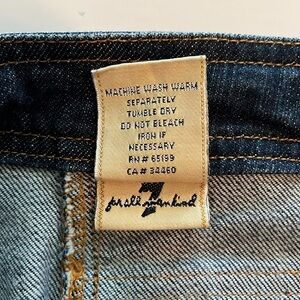 MACHINE WASH WARM
SEPARATELY
TUMBLE DRY
DO NOT BLEACH
IRON IF
NECESSARY
RN# 65199
CA# 34460
7
for all mankind